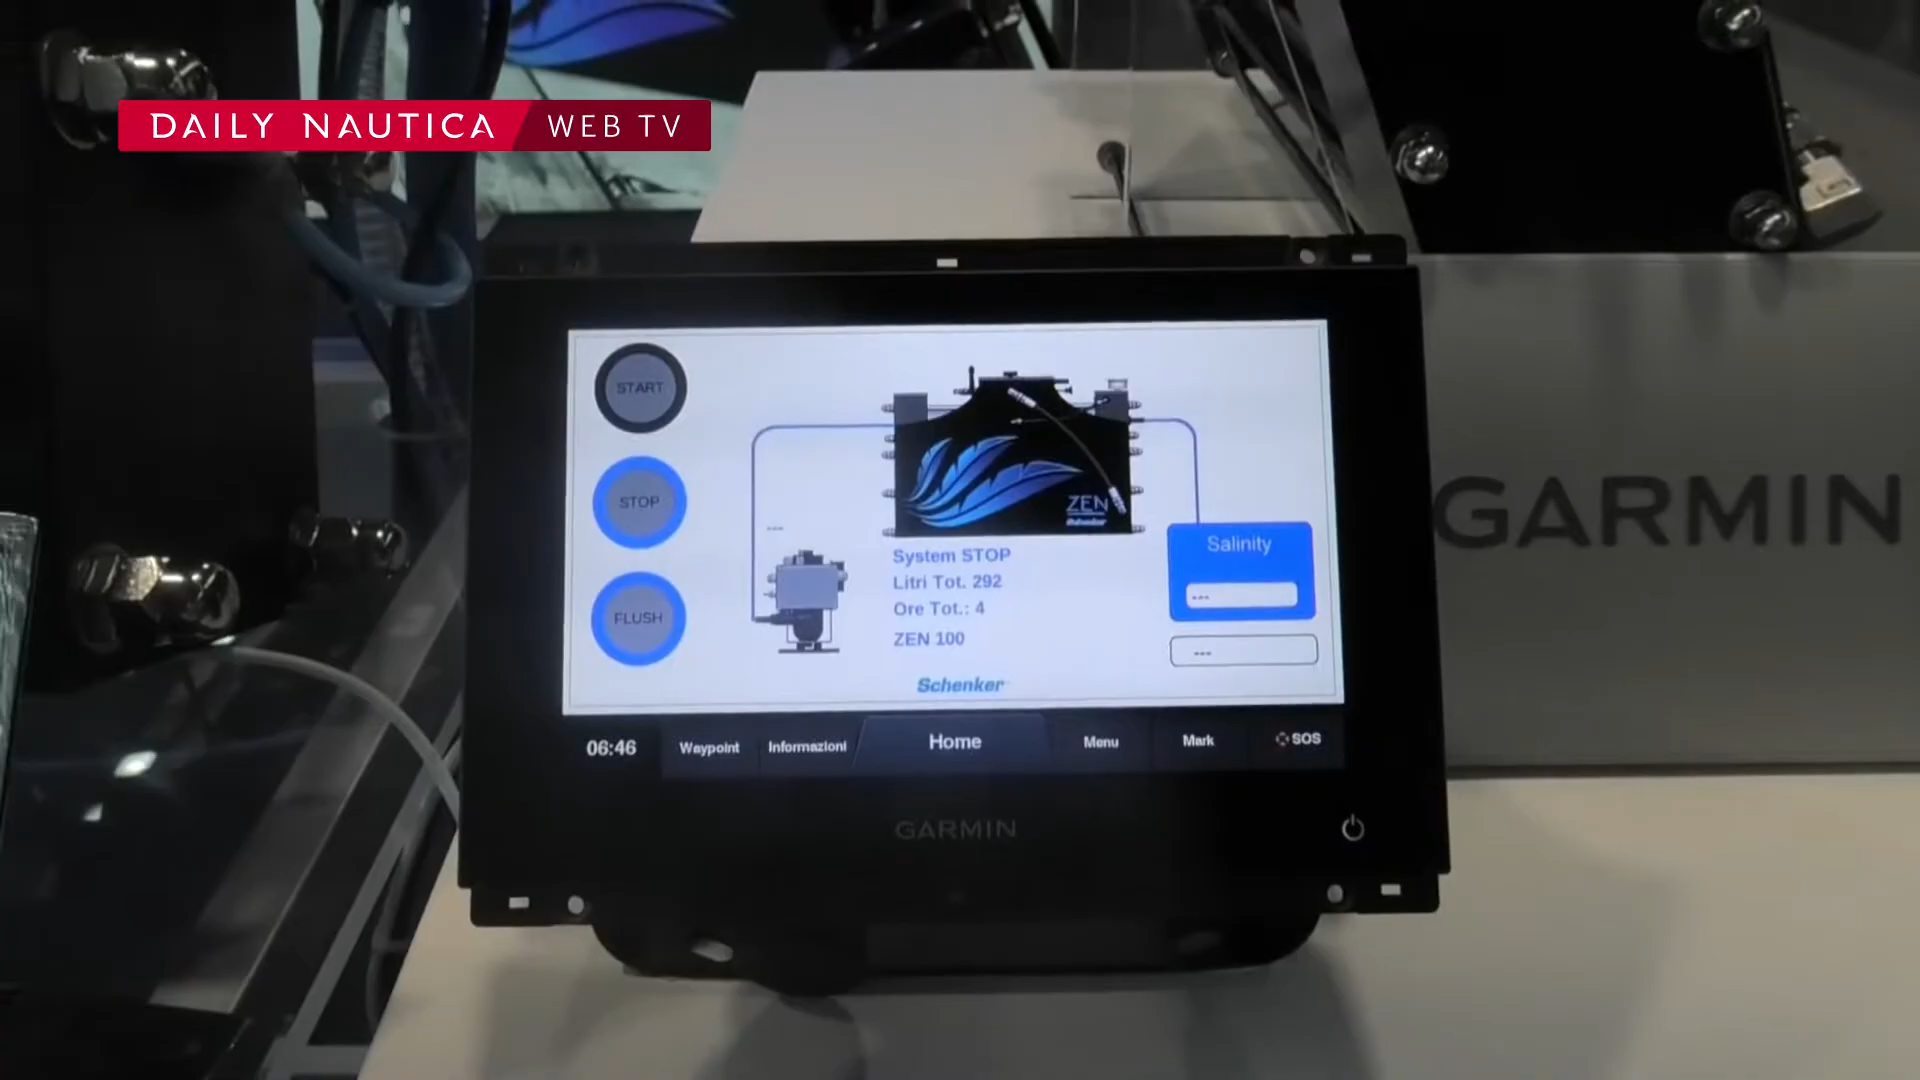 DAILY NAUTICA WEB TV
START
STOP
FLUSH
ZEN
Schenker
System STOP
Litri Tot. 292
Ore Tot.: 4
ZEN 100
Schenker
Salinity
---
---
---
06:46 Waypoint Informazioni Home Menu Mark SOS
GARMIN
GARMIN